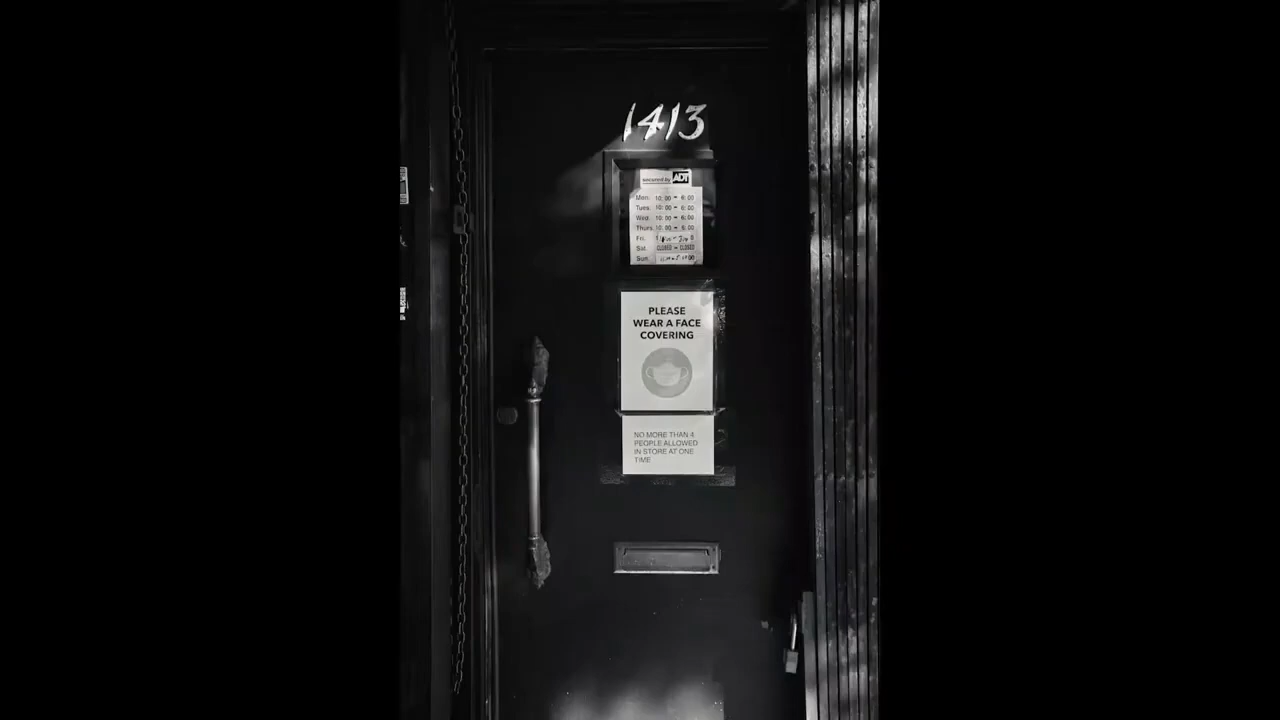 1413
secured by ADT
Mon. 10:00 - 6:00
Tues. 10:00 - 6:00
Wed. 10:00 - 6:00
Thurs. 10:00 - 6:00
Fri.
Sat. CLOSED - CLOSED
Sun.
PLEASE
WEAR A FACE
COVERING
NO MORE THAN 4
PEOPLE ALLOWED
IN STORE AT ONE
TIME